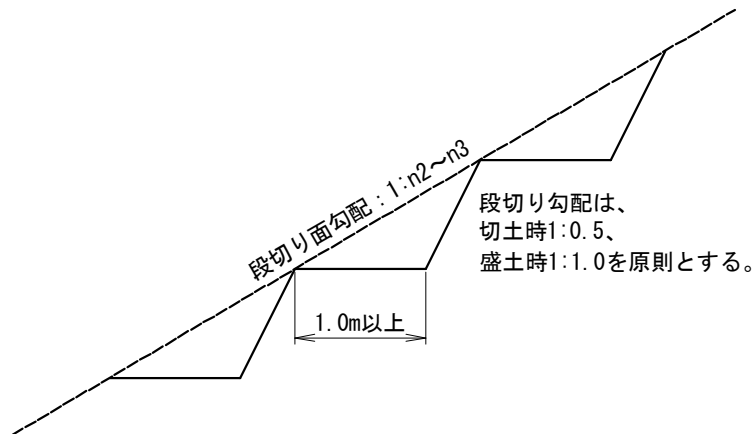 段切り面勾配：1:n2～n3
段切り勾配は、
切土時1:0.5、
盛土時1:1.0を原則とする。
1.0m以上